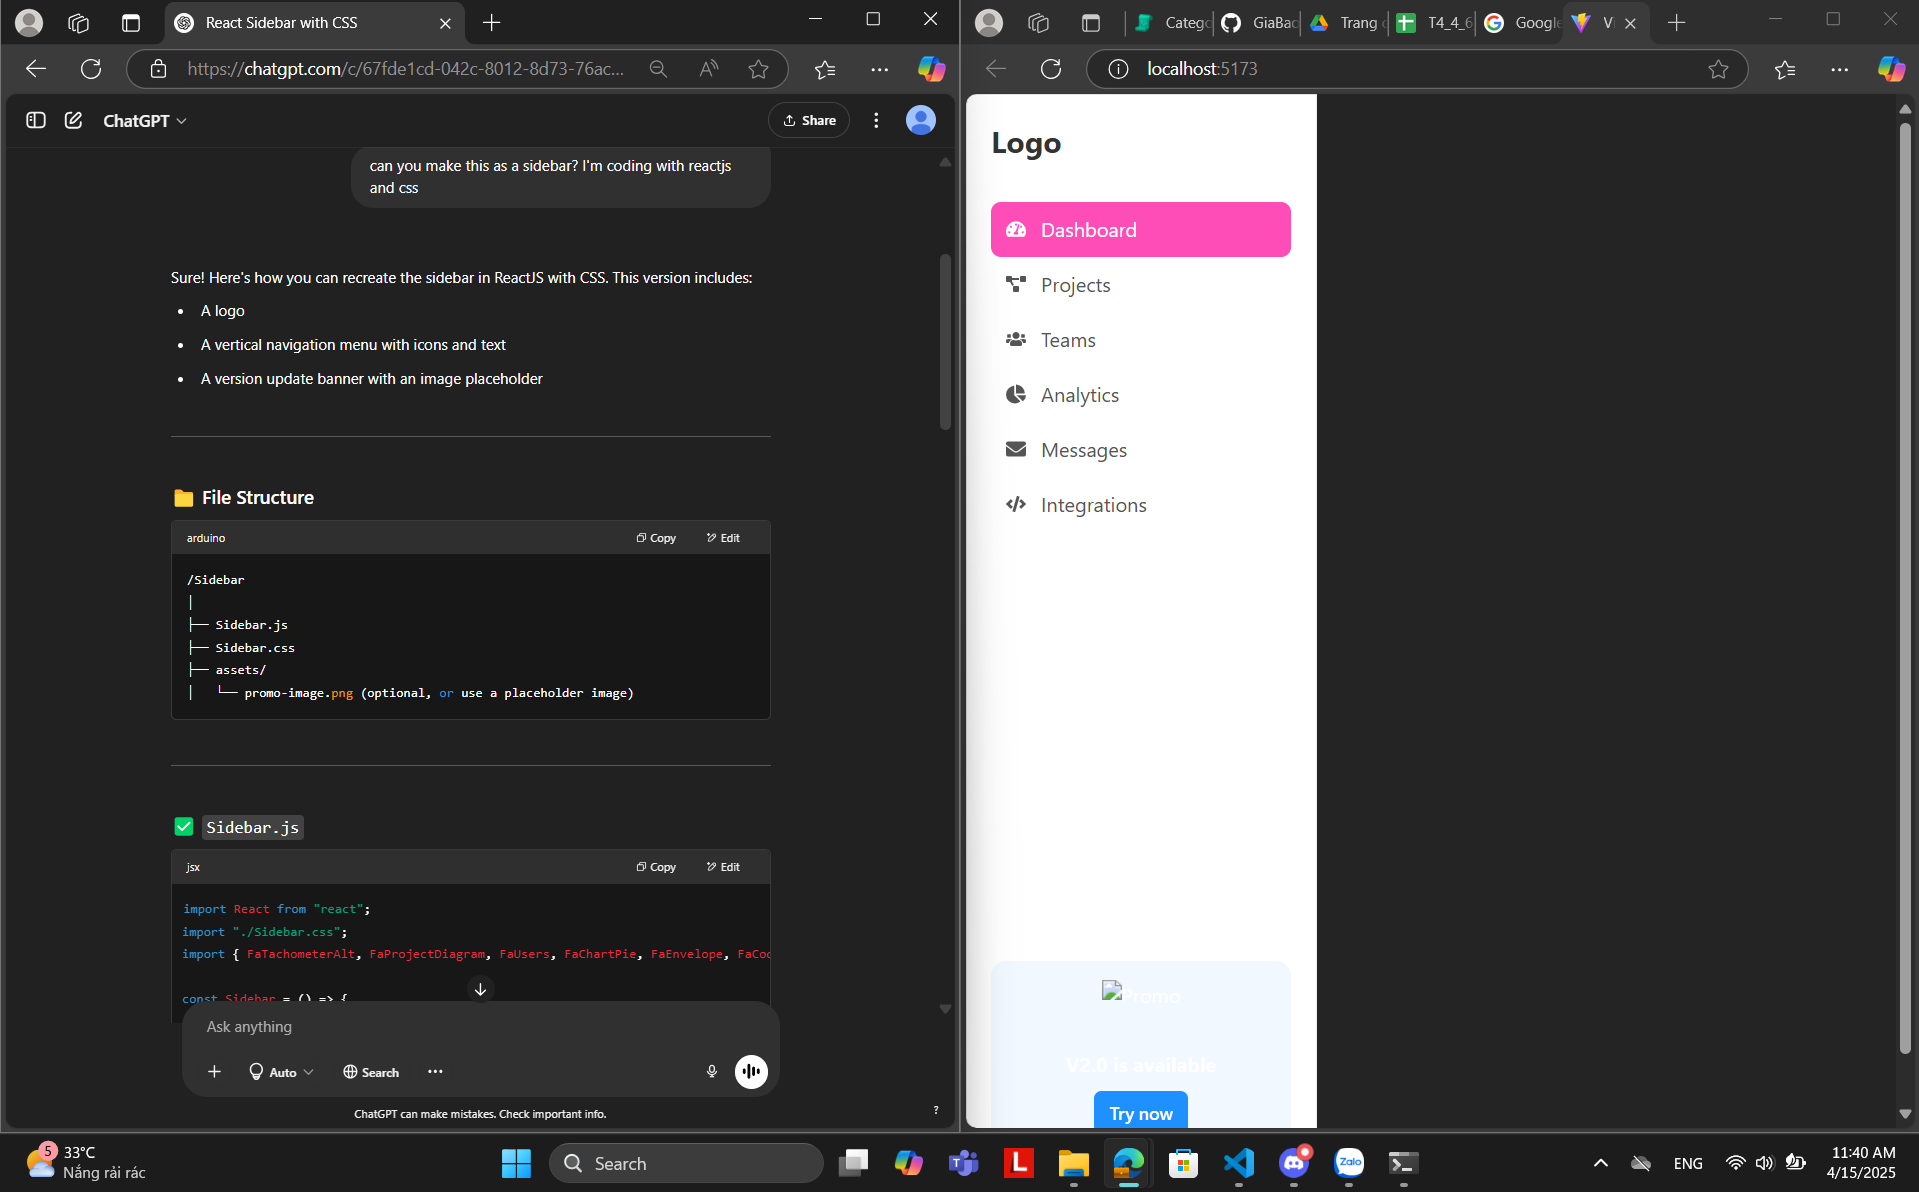 React Sidebar with CSS
https://chatgpt.com/c/67fde1cd-042c-8012-8d73-76ac...
ChatGPT
Share
can you make this as a sidebar? I'm coding with reactjs
and css
Sure! Here's how you can recreate the sidebar in ReactJS with CSS. This version includes:
A logo
A vertical navigation menu with icons and text
A version update banner with an image placeholder
File Structure
arduino
Copy
Edit
/Sidebar
│
├── Sidebar.js
├── Sidebar.css
├── assets/
│   └── promo-image.png (optional, or use a placeholder image)
Sidebar.js
jsx
Copy
Edit
import React from "react";
import "./Sidebar.css";
import { FaTachometerAlt, FaProjectDiagram, FaUsers, FaChartPie, FaEnvelope, FaCod
const Sidebar = () => {
Ask anything
Auto
Search
ChatGPT can make mistakes. Check important info.
?
Catego
GiaBac
Trang
T4_4_6
Google
Vi
localhost:5173
Logo
Dashboard
Projects
Teams
Analytics
Messages
Integrations
Promo
V2.0 is available
Try now
5
33°C
Nắng rải rác
Search
L
Zalo
ENG
11:40 AM
4/15/2025